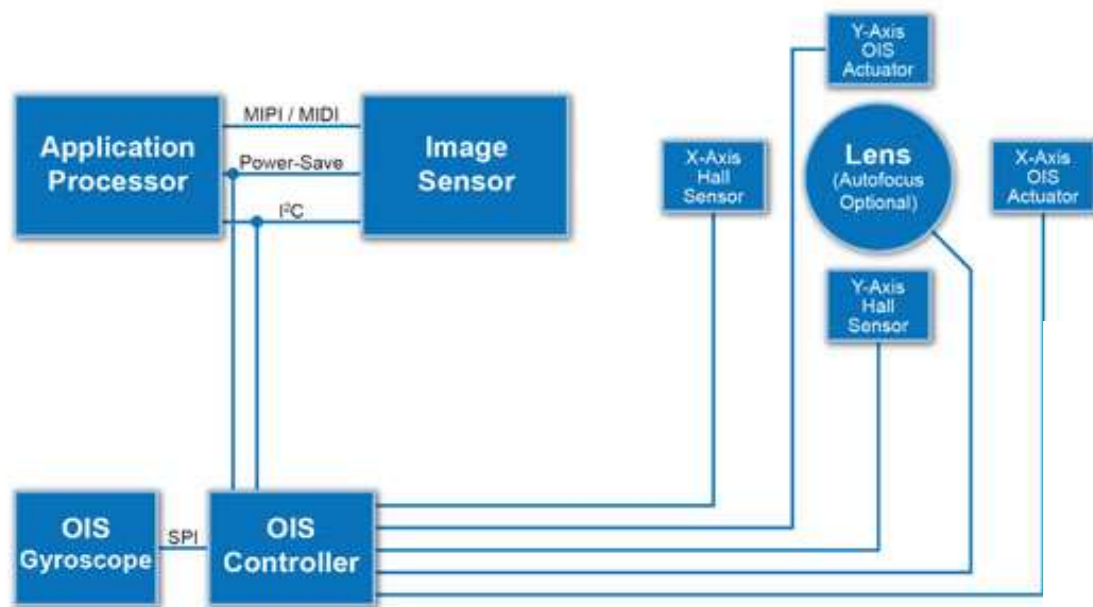 Y-Axis
OIS
Actuator
MIPI / MIDI
Application
Processor
Power-Save
I²C
Image
Sensor
X-Axis
Hall
Sensor
Lens
(Autofocus
Optional)
X-Axis
OIS
Actuator
Y-Axis
Hall
Sensor
OIS
Gyroscope
SPI
OIS
Controller